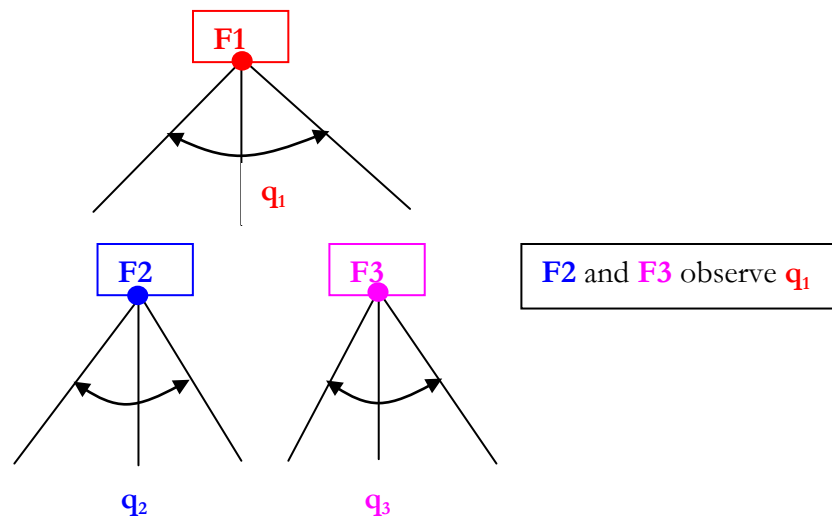 F1
q₁
F2
F3
F2 and F3 observe q₁
q₂
q₃